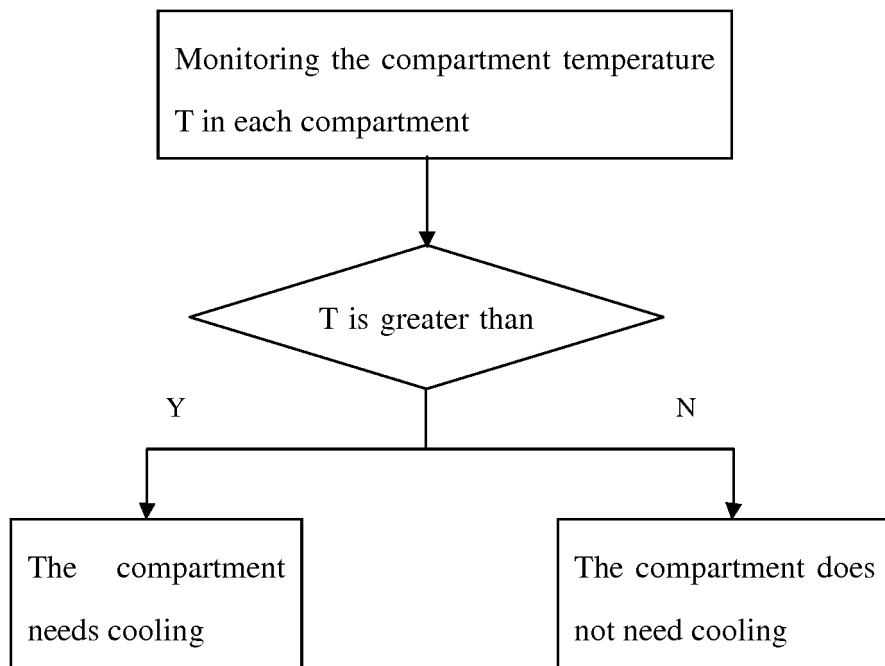 Monitoring the compartment temperature
T in each compartment
T is greater than
Y
N
The compartment
needs cooling
The compartment does
not need cooling